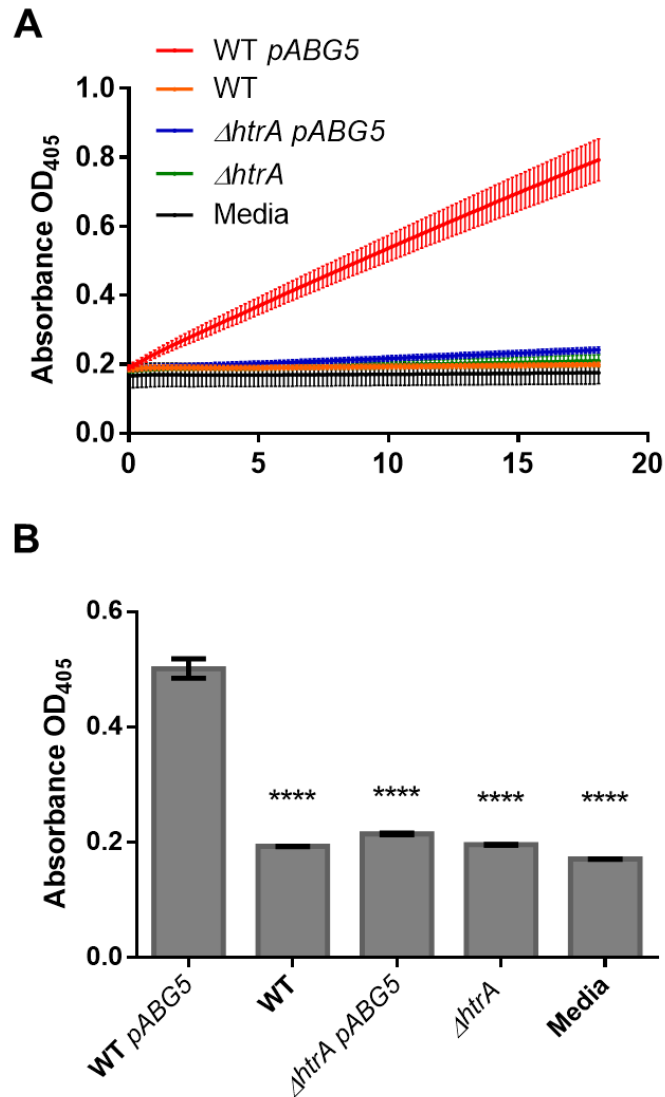 A
WT pABG5
WT
ΔhtrA pABG5
ΔhtrA
Media
1.0
0.8
0.6
0.4
0.2
0.0
Absorbance OD405
0 5 10 15 20
B
0.6
0.4
0.2
0.0
Absorbance OD405
**** **** **** ****
WT pABG5
WT
ΔhtrA pABG5
ΔhtrA
Media